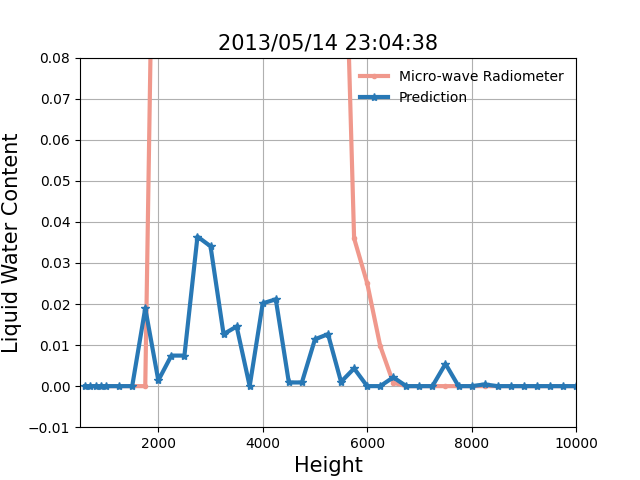 2013/05/14 23:04:38
Micro-wave Radiometer
Prediction
Liquid Water Content
0.08
0.07
0.06
0.05
0.04
0.03
0.02
0.01
0.00
−0.01
2000 4000 6000 8000 10000
Height